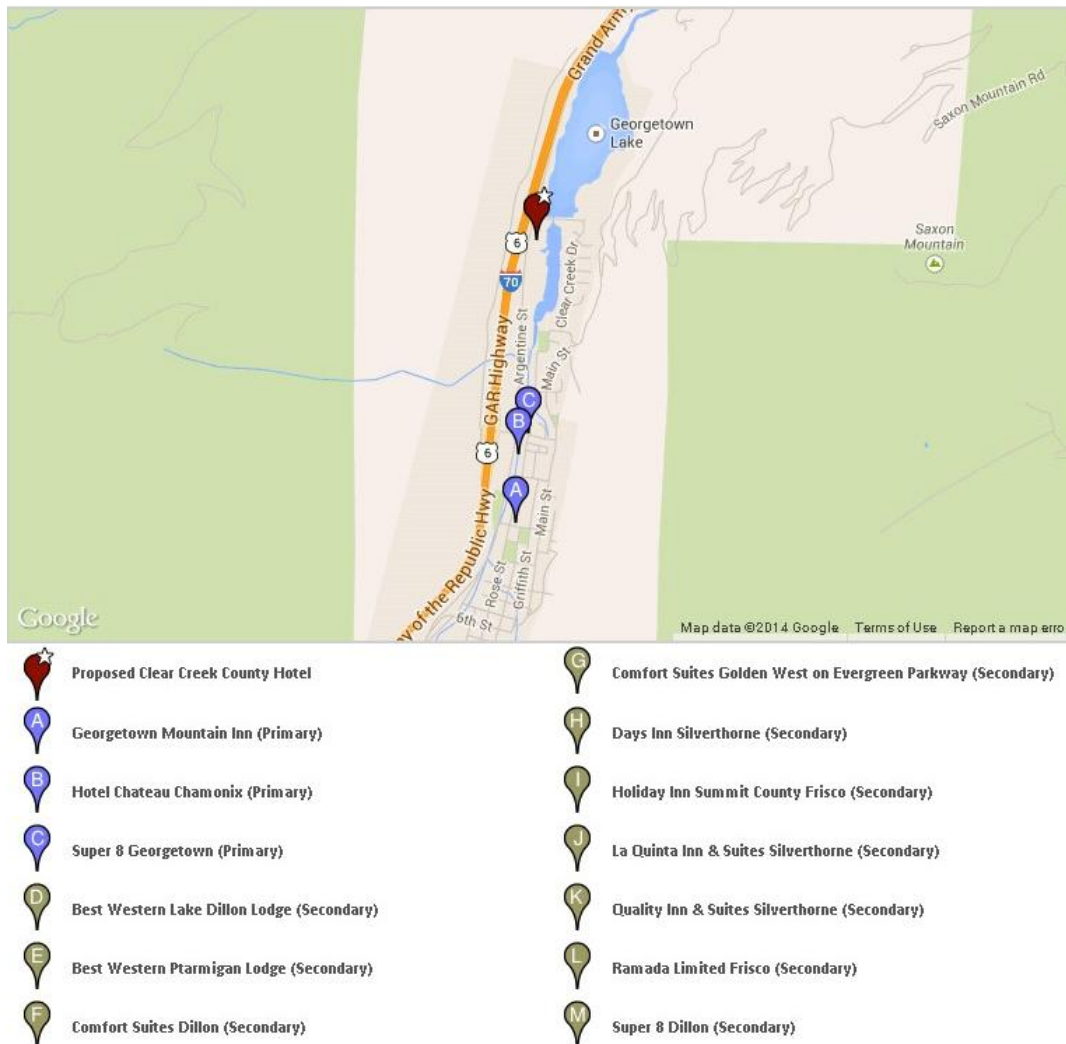 Grand Army
Georgetown
Lake
Saxon Mountain Rd
Saxon
Mountain
6
70
Clear Creek Dr
Argentine St
GAR Highway
Main St
C
B
6
A
Main St
Rose St
Griffith St
6th St
y of the Republic Hwy
Google
Map data ©2014 Google Terms of Use Report a map erro
Proposed Clear Creek County Hotel
A Georgetown Mountain Inn (Primary)
B Hotel Chateau Chamonix (Primary)
C Super 8 Georgetown (Primary)
D Best Western Lake Dillon Lodge (Secondary)
E Best Western Ptarmigan Lodge (Secondary)
F Comfort Suites Dillon (Secondary)
G Comfort Suites Golden West on Evergreen Parkway (Secondary)
H Days Inn Silverthorne (Secondary)
I Holiday Inn Summit County Frisco (Secondary)
J La Quinta Inn & Suites Silverthorne (Secondary)
K Quality Inn & Suites Silverthorne (Secondary)
L Ramada Limited Frisco (Secondary)
M Super 8 Dillon (Secondary)